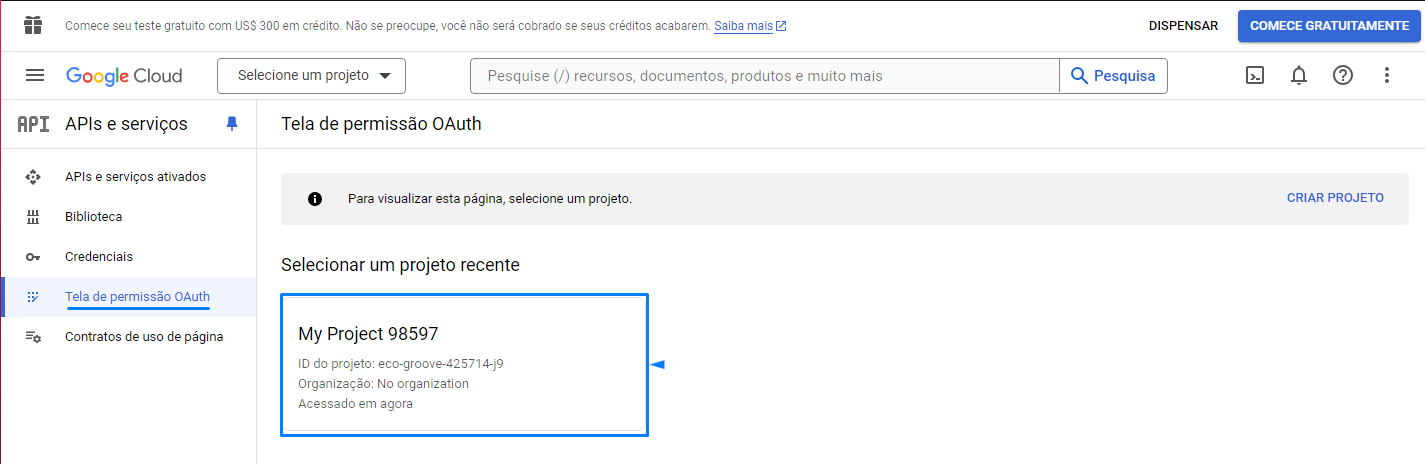 Comece seu teste gratuito com US$ 300 em crédito. Não se preocupe, você não será cobrado se seus créditos acabarem. Saiba mais
DISPENSAR
COMECE GRATUITAMENTE
Google Cloud
Selecione um projeto
Pesquise (/) recursos, documentos, produtos e muito mais
Pesquisa
API
APIs e serviços
Tela de permissão OAuth
APIs e serviços ativados
Biblioteca
Credenciais
Tela de permissão OAuth
Contratos de uso de página
Para visualizar esta página, selecione um projeto.
CRIAR PROJETO
Selecionar um projeto recente
My Project 98597
ID do projeto: eco-groove-425714-j9
Organização: No organization
Acessado em agora